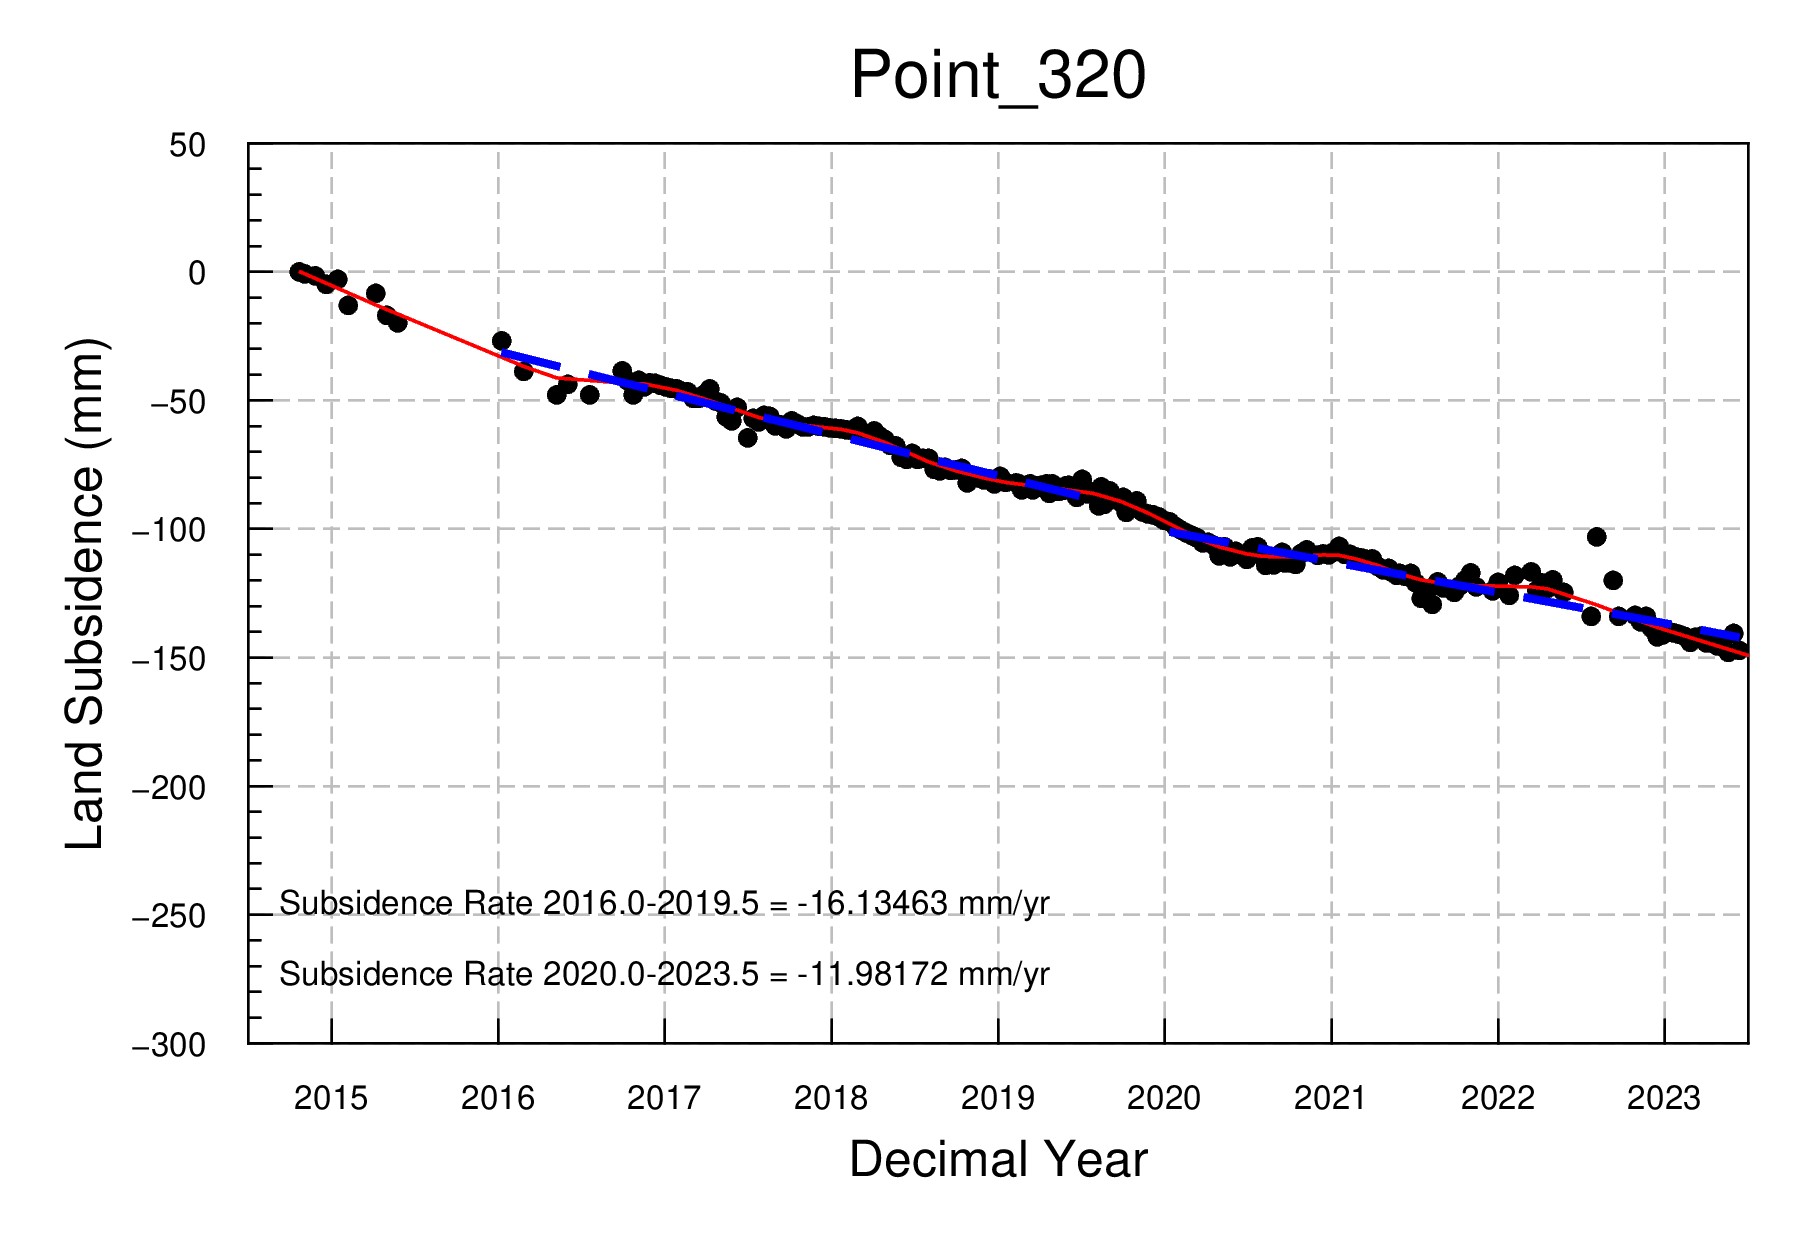 Point_320
50
0
−50
−100
−150
−200
−250
−300
Land Subsidence (mm)
Subsidence Rate 2016.0-2019.5 = -16.13463 mm/yr
Subsidence Rate 2020.0-2023.5 = -11.98172 mm/yr
2015 2016 2017 2018 2019 2020 2021 2022 2023
Decimal Year